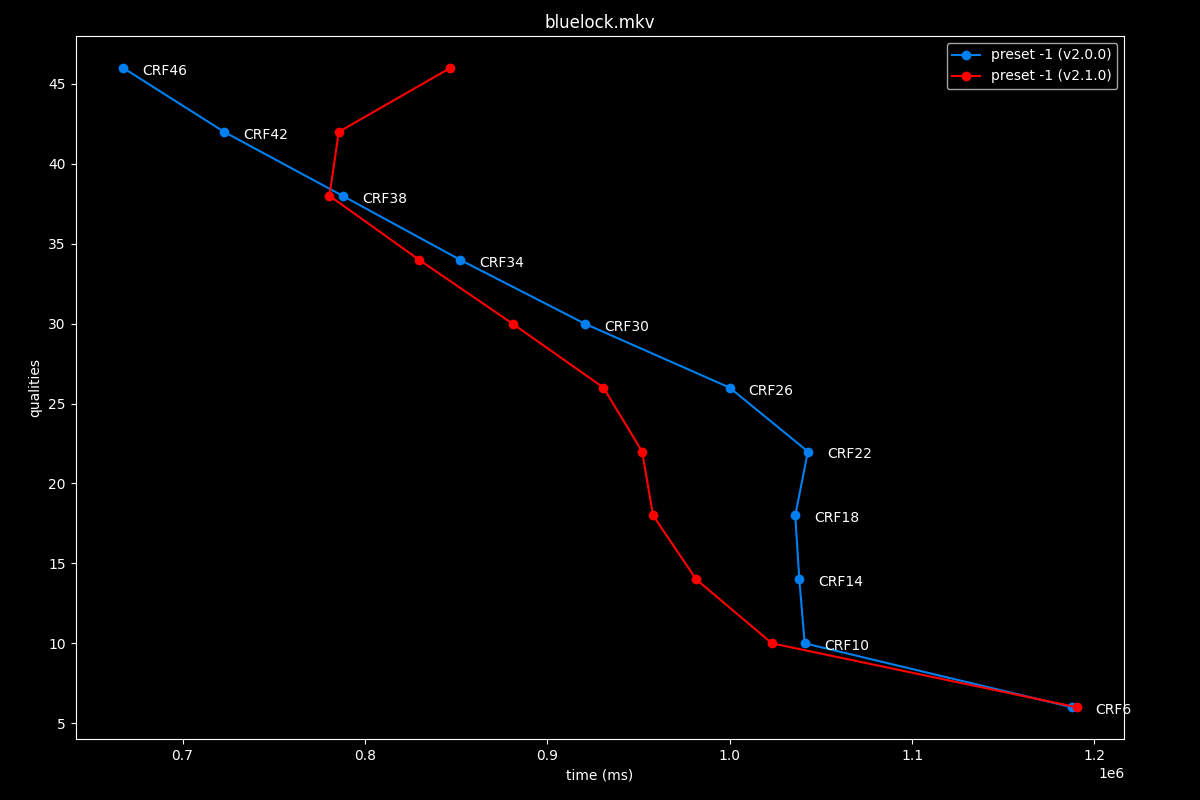 bluelock.mkv
preset -1 (v2.0.0)
preset -1 (v2.1.0)
CRF46
CRF42
CRF38
CRF34
CRF30
CRF26
CRF22
CRF18
CRF14
CRF10
CRF6
45
40
35
30
25
20
15
10
5
qualities
0.7
0.8
0.9
1.0
1.1
1.2
time (ms)
1e6